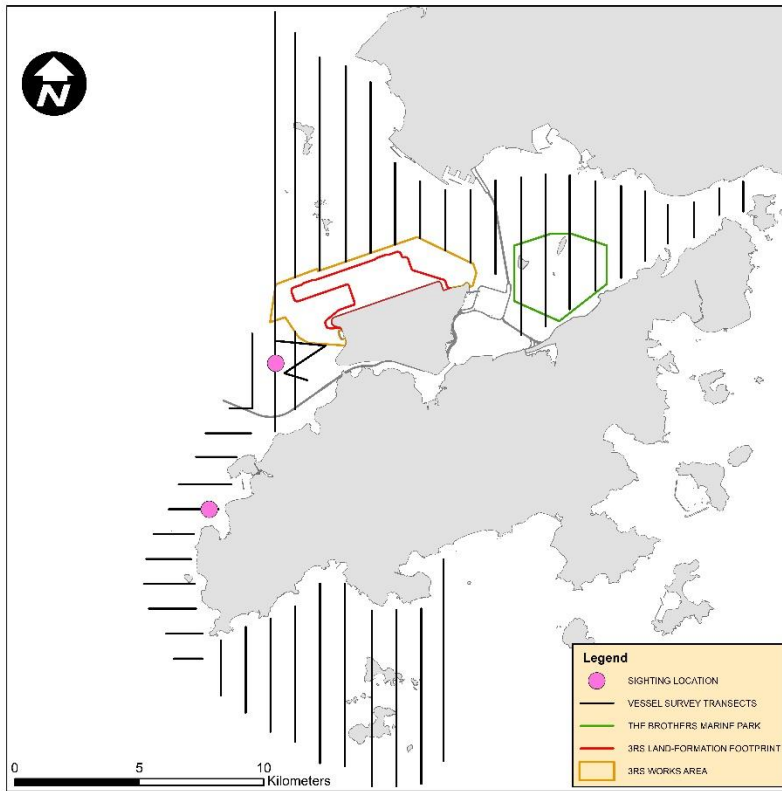 N
Legend
SIGHTING LOCATION
VESSEL SURVEY TRANSECTS
THE BROTHERS MARINE PARK
3RS LAND-FORMATION FOOTPRINT
3RS WORKS AREA
0 5 10
Kilometers